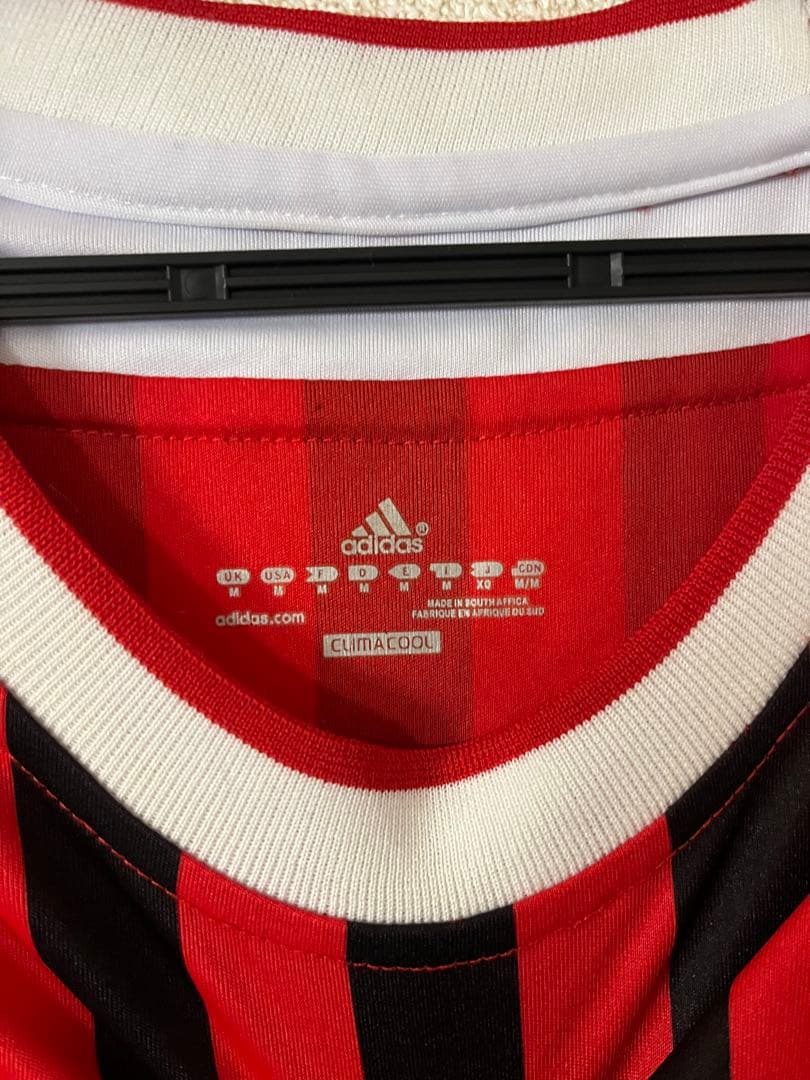 adidas®
UK USA F D E I J CDN
M M M M M M XO M/M
adidas.com
MADE IN SOUTH AFRICA
FABRIQUE EN AFRIQUE DU SUD
CLIMACOOL